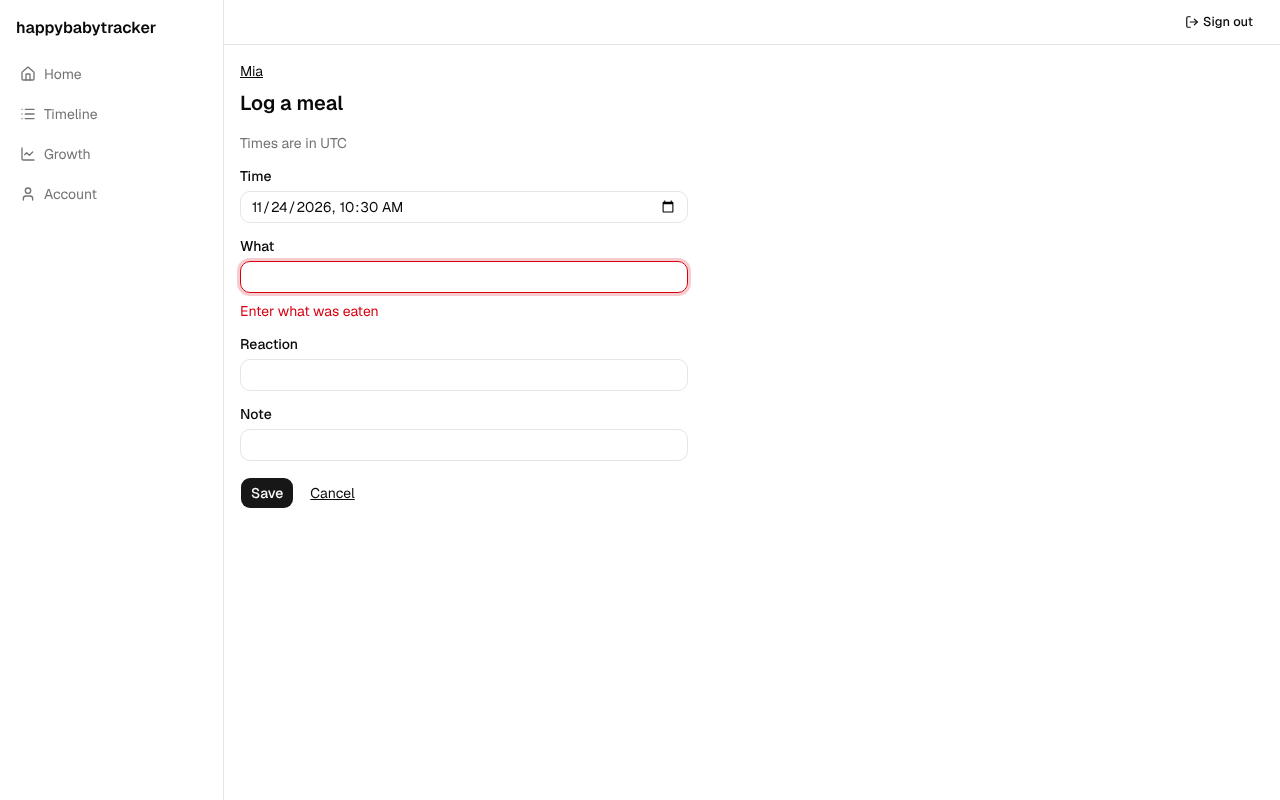 happybabytracker
Sign out
Home
Timeline
Growth
Account
Mia
Log a meal
Times are in UTC
Time
11/24/2026, 10:30 AM
What
Enter what was eaten
Reaction
Note
Save
Cancel